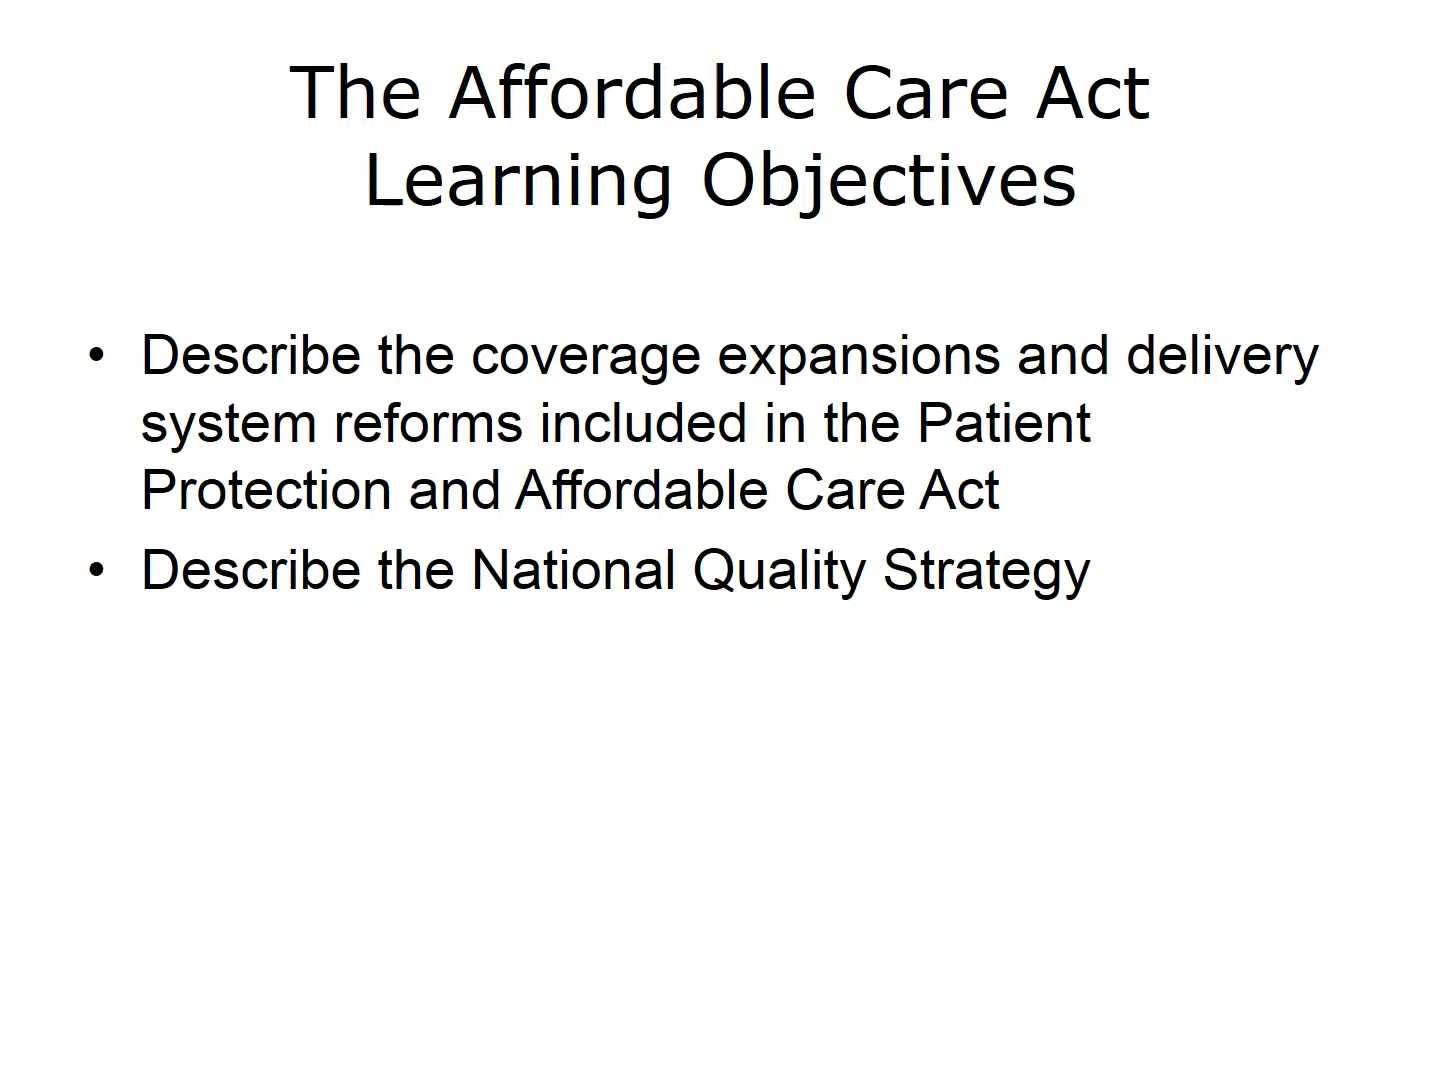 The Affordable Care Act
Learning Objectives
• Describe the coverage expansions and delivery
system reforms included in the Patient
Protection and Affordable Care Act
• Describe the National Quality Strategy